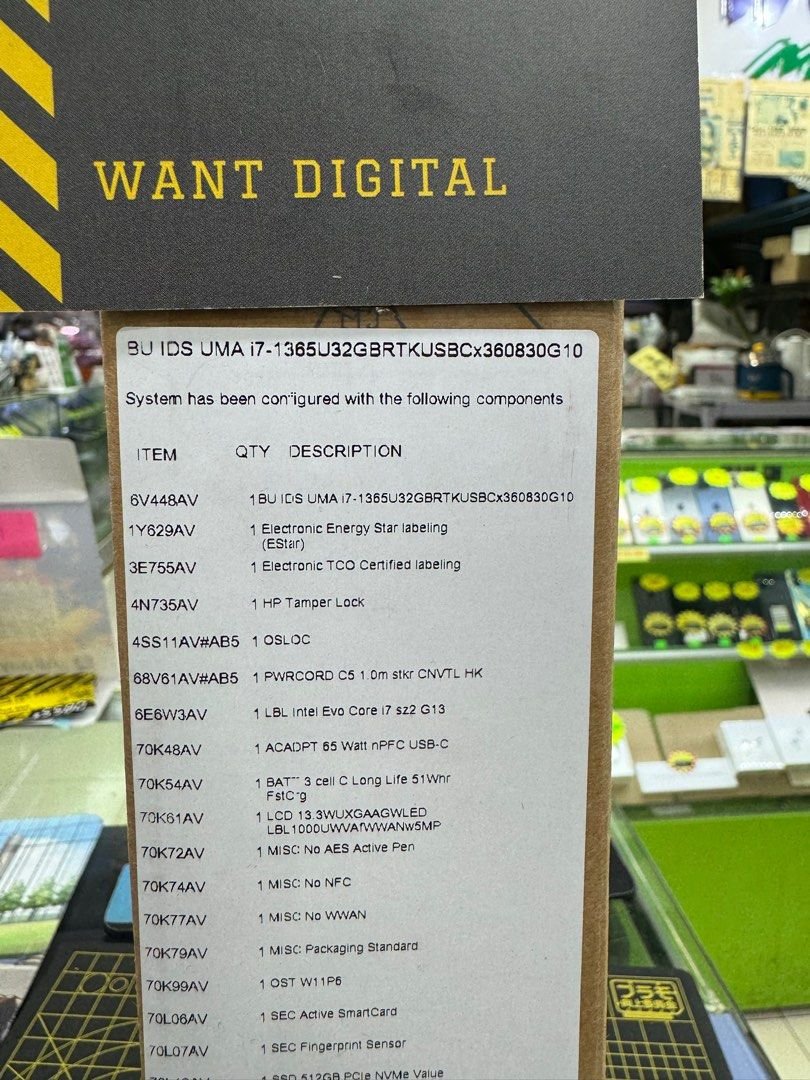 WANT DIGITAL
BU IDS UMA i7-1365U32GBRTKUSBCx360830G10
System has been configured with the following components
ITEM QTY DESCRIPTION
6V448AV 1 BU IDS UMA i7-1365U32GBRTKUSBCx360830G10
1Y629AV 1 Electronic Energy Star labeling
(EStar)
3E755AV 1 Electronic TCO Certified labeling
4N735AV 1 HP Tamper Lock
4SS11AV#AB5 1 OSLOC
68V61AV#AB5 1 PWRCORD C5 1.0m stkr CNVTL HK
6E6W3AV 1 LBL Intel Evo Core i7 sz2 G13
70K48AV 1 ACADPT 65 Watt nPFC USB-C
70K54AV 1 BATT 3 cell C Long Life 51Whr
FstCrg
70K61AV 1 LCD 13.3WUXGAAGWLED
LBL1000UWVAfWWANw5MP
70K72AV 1 MISC No AES Active Pen
70K74AV 1 MISC No NFC
70K77AV 1 MISC No WWAN
70K79AV 1 MISC Packaging Standard
70K99AV 1 OST W11P6
70L06AV 1 SEC Active SmartCard
70L07AV 1 SEC Fingerprint Sensor
1 SSD 512GB PCIe NVMe Value
プラモ